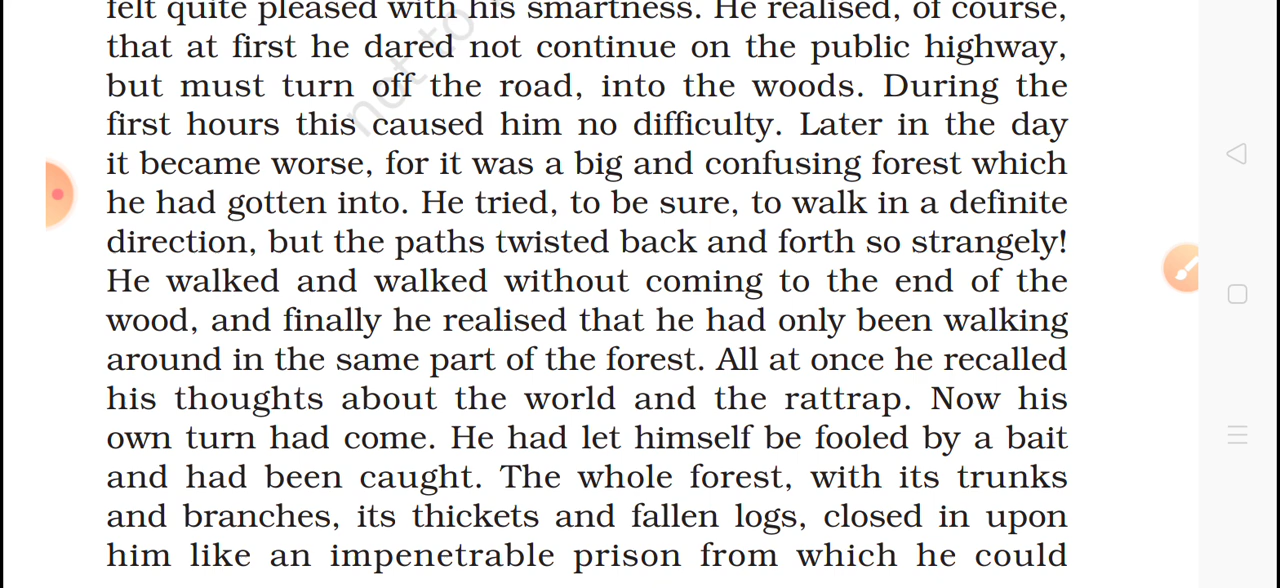 felt quite pleased with his smartness. He realised, of course,
that at first he dared not continue on the public highway,
but must turn off the road, into the woods. During the
first hours this caused him no difficulty. Later in the day
it became worse, for it was a big and confusing forest which
he had gotten into. He tried, to be sure, to walk in a definite
direction, but the paths twisted back and forth so strangely!
He walked and walked without coming to the end of the
wood, and finally he realised that he had only been walking
around in the same part of the forest. All at once he recalled
his thoughts about the world and the rattrap. Now his
own turn had come. He had let himself be fooled by a bait
and had been caught. The whole forest, with its trunks
and branches, its thickets and fallen logs, closed in upon
him like an impenetrable prison from which he could
not to